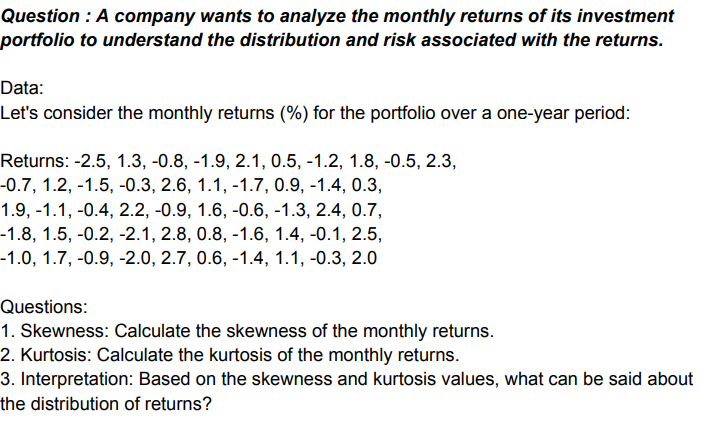 Question : A company wants to analyze the monthly returns of its investment
portfolio to understand the distribution and risk associated with the returns.
Data:
Let's consider the monthly returns (%) for the portfolio over a one-year period:
Returns: -2.5, 1.3, -0.8, -1.9, 2.1, 0.5, -1.2, 1.8, -0.5, 2.3,
-0.7, 1.2, -1.5, -0.3, 2.6, 1.1, -1.7, 0.9, -1.4, 0.3,
1.9, -1.1, -0.4, 2.2, -0.9, 1.6, -0.6, -1.3, 2.4, 0.7,
-1.8, 1.5, -0.2, -2.1, 2.8, 0.8, -1.6, 1.4, -0.1, 2.5,
-1.0, 1.7, -0.9, -2.0, 2.7, 0.6, -1.4, 1.1, -0.3, 2.0
Questions:
1. Skewness: Calculate the skewness of the monthly returns.
2. Kurtosis: Calculate the kurtosis of the monthly returns.
3. Interpretation: Based on the skewness and kurtosis values, what can be said about
the distribution of returns?